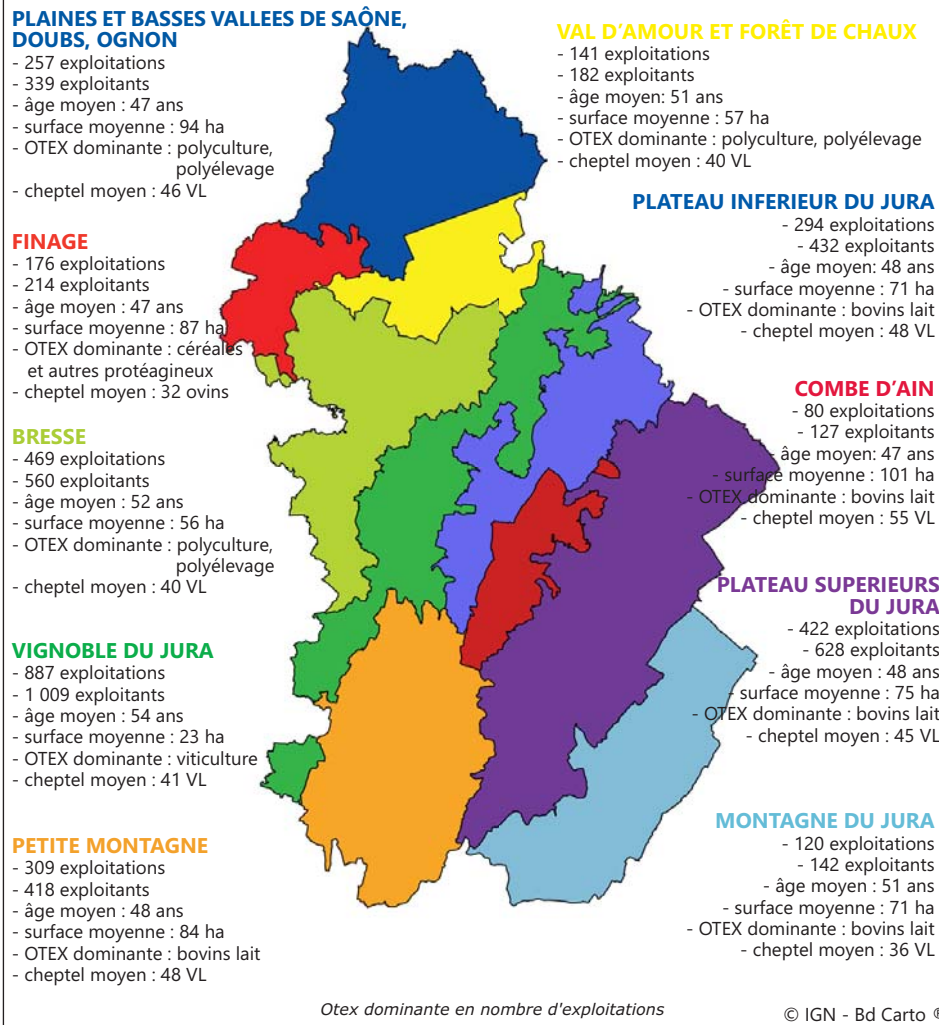 PLAINES ET BASSES VALLEES DE SAÔNE,
DOUBS, OGNON
- 257 exploitations
- 339 exploitants
- âge moyen : 47 ans
- surface moyenne : 94 ha
- OTEX dominante : polyculture,
polyélevage
- cheptel moyen : 46 VL
FINAGE
- 176 exploitations
- 214 exploitants
- âge moyen : 47 ans
- surface moyenne : 87 ha
- OTEX dominante : céréales
et autres protéagineux
- cheptel moyen : 32 ovins
BRESSE
- 469 exploitations
- 560 exploitants
- âge moyen : 52 ans
- surface moyenne : 56 ha
- OTEX dominante : polyculture,
polyélevage
- cheptel moyen : 40 VL
VIGNOBLE DU JURA
- 887 exploitations
- 1 009 exploitants
- âge moyen : 54 ans
- surface moyenne : 23 ha
- OTEX dominante : viticulture
- cheptel moyen : 41 VL
PETITE MONTAGNE
- 309 exploitations
- 418 exploitants
- âge moyen : 48 ans
- surface moyenne : 84 ha
- OTEX dominante : bovins lait
- cheptel moyen : 48 VL
VAL D'AMOUR ET FORÊT DE CHAUX
- 141 exploitations
- 182 exploitants
- âge moyen: 51 ans
- surface moyenne : 57 ha
- OTEX dominante : polyculture, polyélevage
- cheptel moyen : 40 VL
PLATEAU INFERIEUR DU JURA
- 294 exploitations
- 432 exploitants
- âge moyen: 48 ans
- surface moyenne : 71 ha
- OTEX dominante : bovins lait
- cheptel moyen : 48 VL
COMBE D'AIN
- 80 exploitations
- 127 exploitants
- âge moyen: 47 ans
- surface moyenne : 101 ha
- OTEX dominante : bovins lait
- cheptel moyen : 55 VL
PLATEAU SUPERIEURS
DU JURA
- 422 exploitations
- 628 exploitants
- âge moyen : 48 ans
- surface moyenne : 75 ha
- OTEX dominante : bovins lait
- cheptel moyen : 45 VL
MONTAGNE DU JURA
- 120 exploitations
- 142 exploitants
- âge moyen : 51 ans
- surface moyenne : 71 ha
- OTEX dominante : bovins lait
- cheptel moyen : 36 VL
Otex dominante en nombre d'exploitations
© IGN - Bd Carto ®